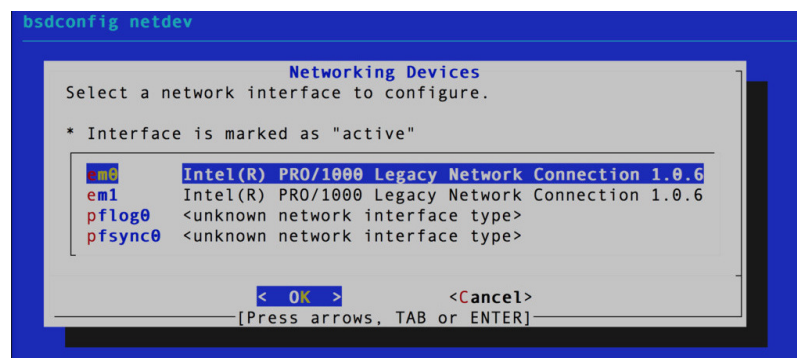 bsdconfig netdev
Networking Devices
Select a network interface to configure.
* Interface is marked as "active"
em0 Intel(R) PRO/1000 Legacy Network Connection 1.0.6
em1 Intel(R) PRO/1000 Legacy Network Connection 1.0.6
pflog0 <unknown network interface type>
pfsync0 <unknown network interface type>
< OK > <Cancel>
[Press arrows, TAB or ENTER]